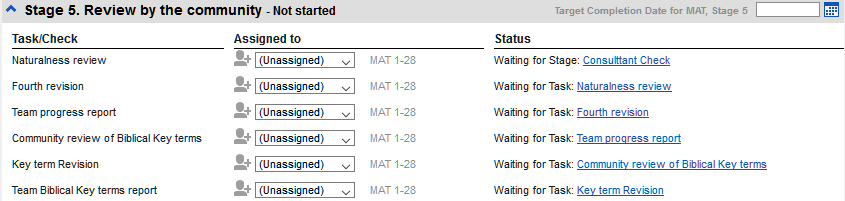 Stage 5. Review by the community - Not started Target Completion Date for MAT, Stage 5
Task/Check Assigned to Status
Naturalness review (Unassigned) MAT 1-28 Waiting for Stage: Consulttant Check
Fourth revision (Unassigned) MAT 1-28 Waiting for Task: Naturalness review
Team progress report (Unassigned) MAT 1-28 Waiting for Task: Fourth revision
Community review of Biblical Key terms (Unassigned) MAT 1-28 Waiting for Task: Team progress report
Key term Revision (Unassigned) MAT 1-28 Waiting for Task: Community review of Biblical Key terms
Team Biblical Key terms report (Unassigned) MAT 1-28 Waiting for Task: Key term Revision